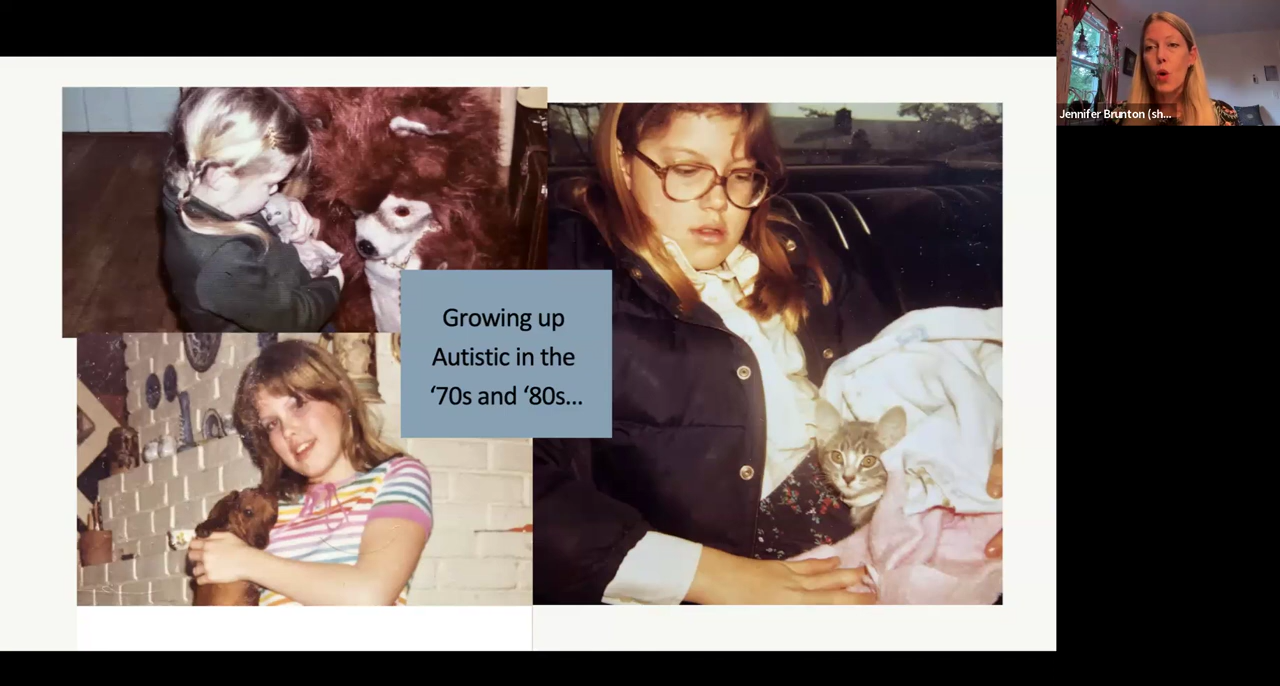 Jennifer Brunton (sh...
Growing up
Autistic in the
‘70s and ‘80s...